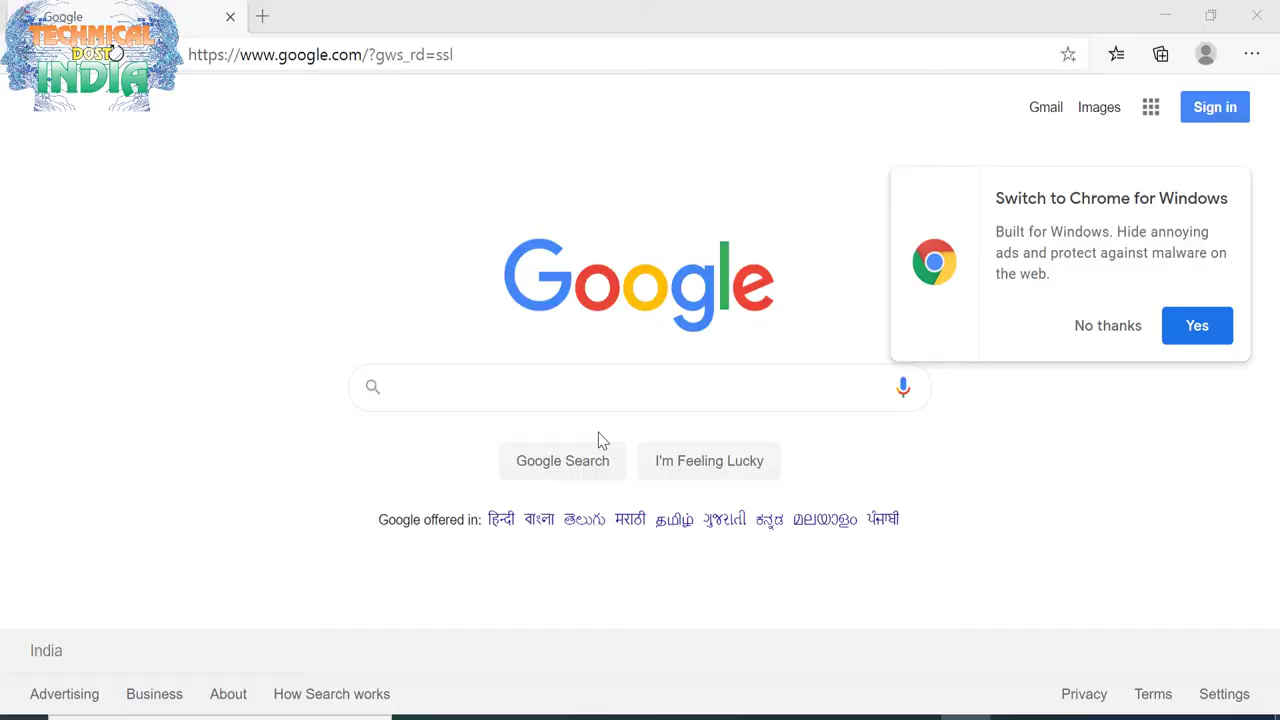 Google
TECHNICAL
DOST
INDIA
https://www.google.com/?gws_rd=ssl
Gmail Images Sign in
Switch to Chrome for Windows
Built for Windows. Hide annoying
ads and protect against malware on
the web.
No thanks Yes
Google
Google Search I'm Feeling Lucky
Google offered in: हिन्दी বাংলা తెలుగు मराठी தமிழ் ગુજરાતી ಕನ್ನಡ മലയാളം ਪੰਜਾਬੀ
India
Advertising Business About How Search works Privacy Terms Settings